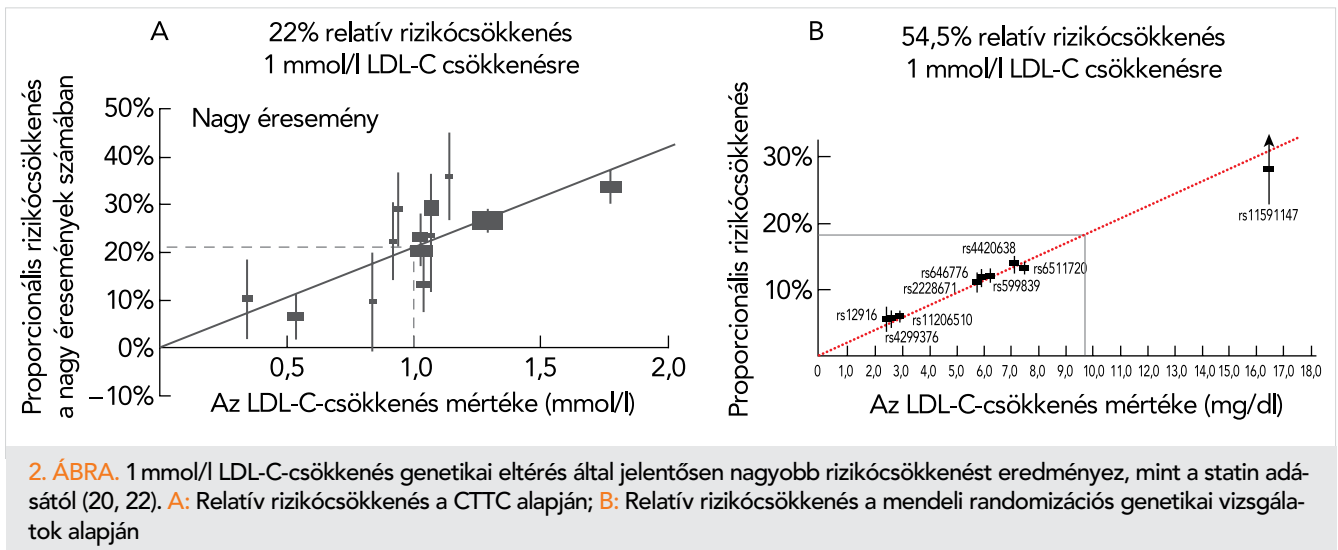 A
22% relatív rizikócsökkenés
1 mmol/l LDL-C csökkenésre
Proporcionális rizikócsökkenés
a nagy éresemények számában
50%
40%
30%
20%
10%
0%
–10%
Nagy éresemény
0,5
1,0
1,5
2,0
Az LDL-C-csökkenés mértéke (mmol/l)
B
54,5% relatív rizikócsökkenés
1 mmol/l LDL-C csökkenésre
Proporcionális rizikócsökkenés
30%
20%
10%
rs11591147
rs4420638
rs646776
rs6511720
rs2228671
rs599839
rs12916
rs11206510
rs4299376
0 1,0 2,0 3,0 4,0 5,0 6,0 7,0 8,0 9,0 10,0 11,0 12,0 13,0 14,0 15,0 16,0 17,0 18,0
Az LDL-C-csökkenés mértéke (mg/dl)
2. ÁBRA. 1 mmol/l LDL-C-csökkenés genetikai eltérés által jelentősen nagyobb rizikócsökkenést eredményez, mint a statin adá-
sától (20, 22). A: Relatív rizikócsökkenés a CTTC alapján; B: Relatív rizikócsökkenés a mendeli randomizációs genetikai vizsgála-
tok alapján